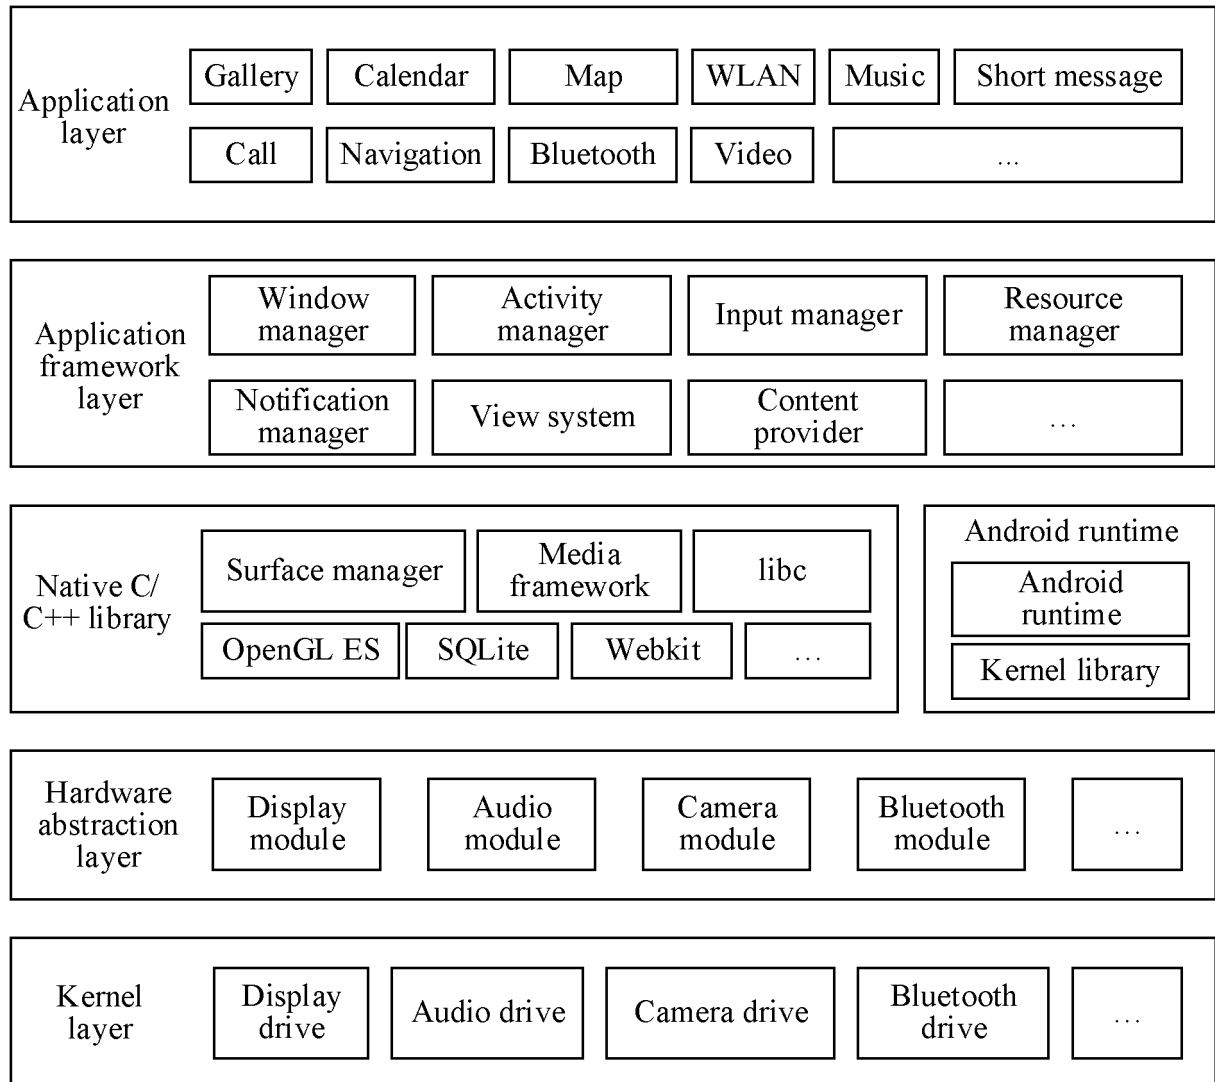 Application
layer
Gallery
Calendar
Map
WLAN
Music
Short message
Call
Navigation
Bluetooth
Video
...
Application
framework
layer
Window
manager
Activity
manager
Input manager
Resource
manager
Notification
manager
View system
Content
provider
...
Native C/
C++ library
Surface manager
Media
framework
libc
OpenGL ES
SQLite
Webkit
...
Android runtime
Android
runtime
Kernel library
Hardware
abstraction
layer
Display
module
Audio
module
Camera
module
Bluetooth
module
...
Kernel
layer
Display
drive
Audio drive
Camera drive
Bluetooth
drive
...